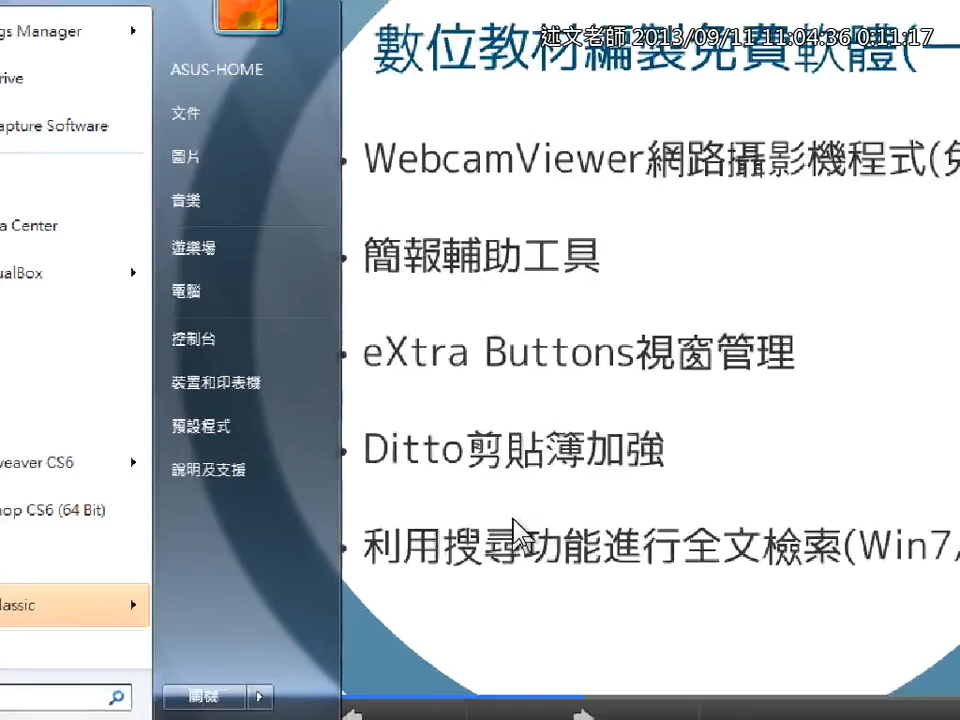 gs Manager
rive
apture Software
a Center
ualBox
weaver CS6
hop CS6 (64 Bit)
lassic
ASUS-HOME
文件
圖片
音樂
遊樂場
電腦
控制台
裝置和印表機
預設程式
說明及支援
關機
數位教材編製免費軟體(一
述文老師 2013/09/11 11:04:36 0:11:17
WebcamViewer網路攝影機程式(免
簡報輔助工具
eXtra Buttons視窗管理
Ditto剪貼簿加強
利用搜尋功能進行全文檢索(Win7,